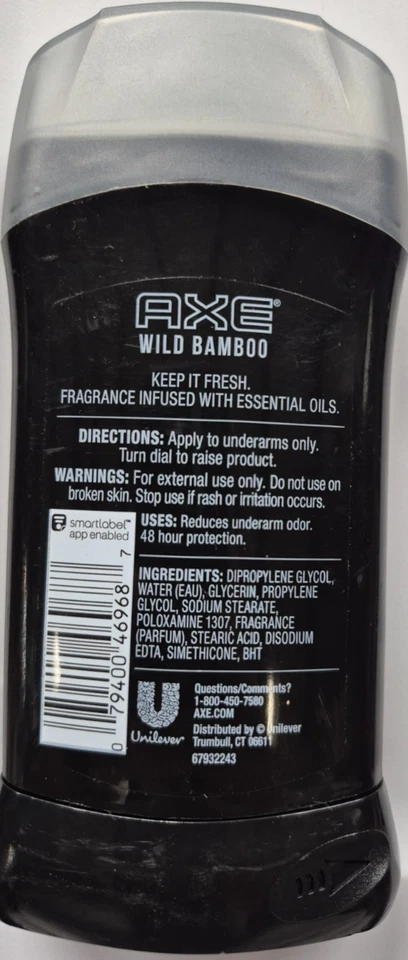 AXE®
WILD BAMBOO
KEEP IT FRESH.
FRAGRANCE INFUSED WITH ESSENTIAL OILS.
DIRECTIONS: Apply to underarms only.
Turn dial to raise product.
WARNINGS: For external use only. Do not use on
broken skin. Stop use if rash or irritation occurs.
smartlabel™
app enabled
0 79400 46968 7
USES: Reduces underarm odor.
48 hour protection.
INGREDIENTS: DIPROPYLENE GLYCOL,
WATER (EAU), GLYCERIN, PROPYLENE
GLYCOL, SODIUM STEARATE,
POLOXAMINE 1307, FRAGRANCE
(PARFUM), STEARIC ACID, DISODIUM
EDTA, SIMETHICONE, BHT
Unilever
Questions/Comments?
1-800-450-7580
AXE.COM
Distributed by © Unilever
Trumbull, CT 06611
67932243